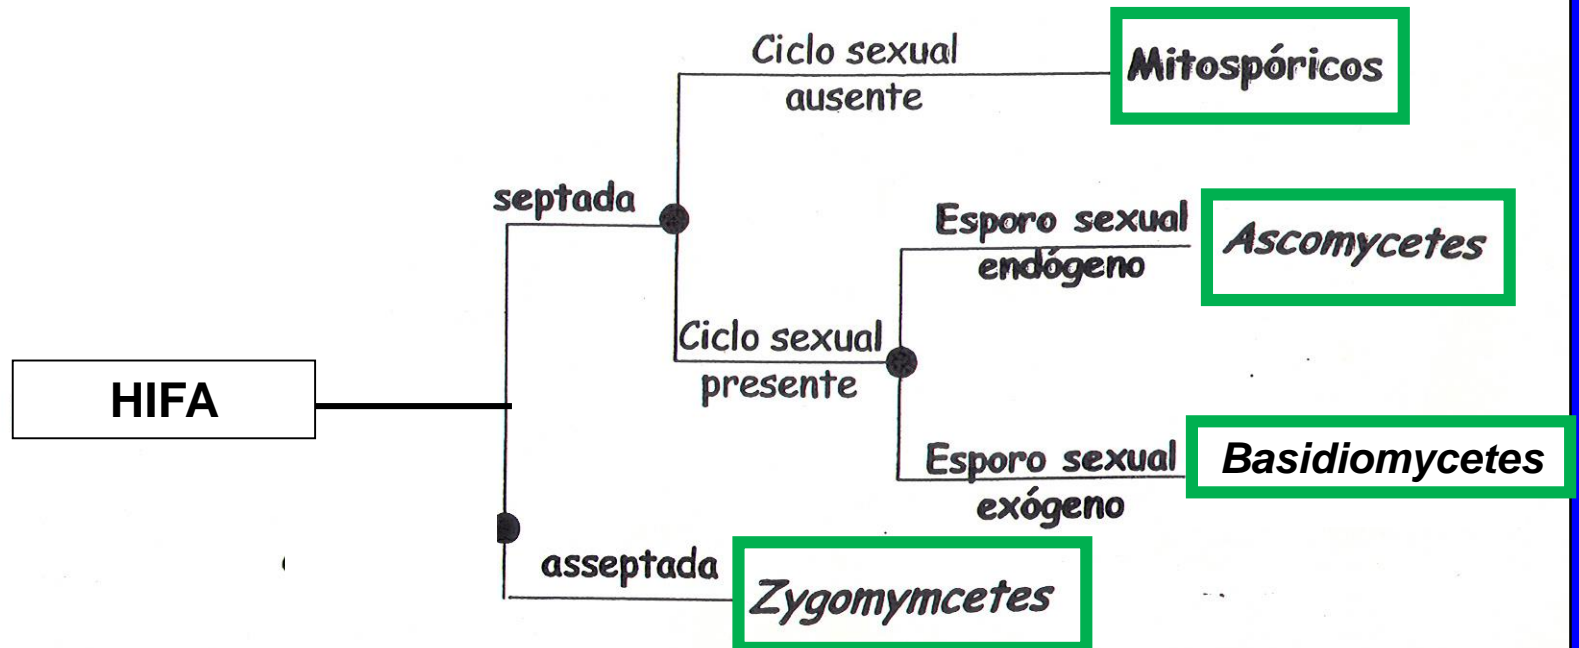 Ciclo sexual
ausente
Mitospóricos
septada
Esporo sexual
endógeno
Ascomycetes
Ciclo sexual
presente
HIFA
Esporo sexual
exógeno
Basidiomycetes
asseptada
Zygomymcetes